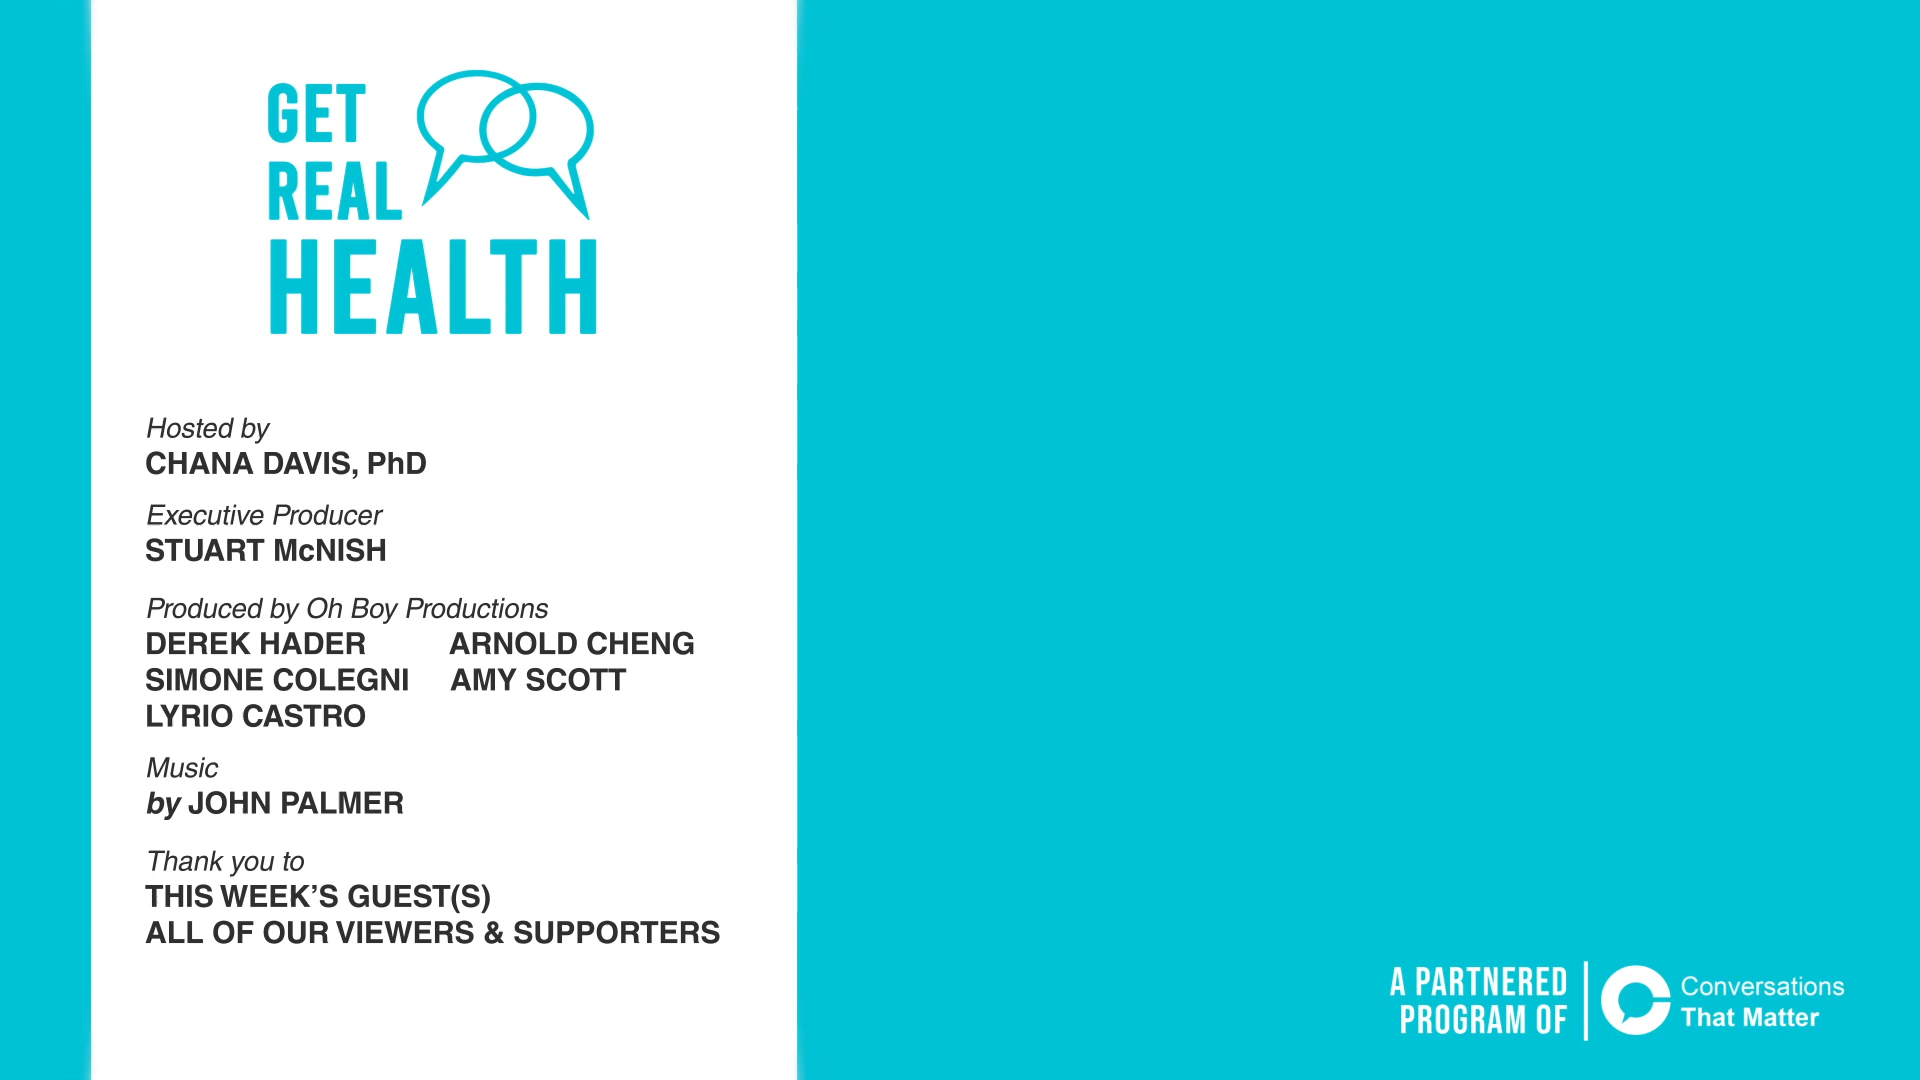 GET
REAL
HEALTH
Hosted by
CHANA DAVIS, PhD
Executive Producer
STUART McNISH
Produced by Oh Boy Productions
DEREK HADER ARNOLD CHENG
SIMONE COLEGNI AMY SCOTT
LYRIO CASTRO
Music
by JOHN PALMER
Thank you to
THIS WEEK’S GUEST(S)
ALL OF OUR VIEWERS & SUPPORTERS
A PARTNERED
PROGRAM OF
Conversations
That Matter